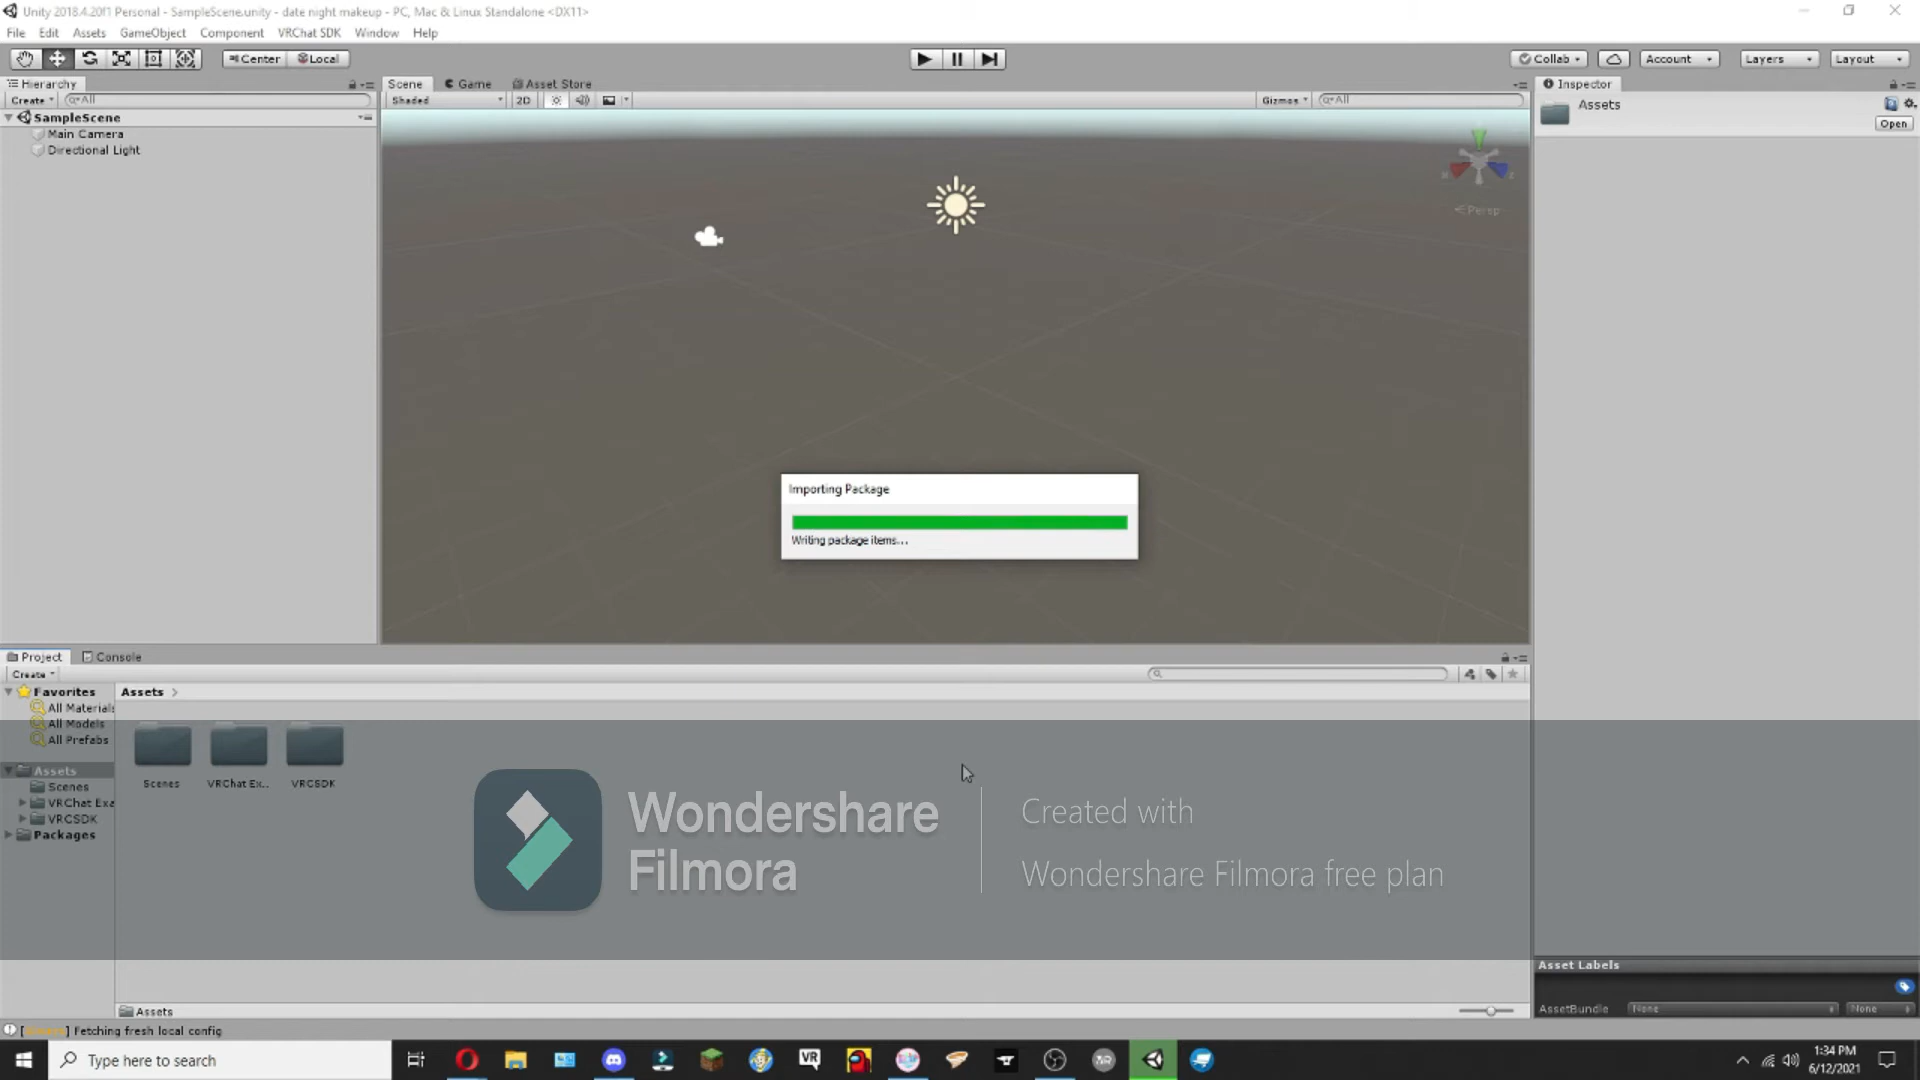 Unity 2018.4.20f1 Personal - SampleScene.unity - date night makeup - PC, Mac & Linux Standalone <DX11>
File Edit Assets GameObject Component VRChat SDK Window Help
Center Local
Collab Account Layers Layout
Hierarchy
Create All
SampleScene
Main Camera
Directional Light
Scene Game Asset Store
Shaded 2D Gizmos All
Persp
Inspector
Assets
Open
Importing Package
Writing package items...
Project Console
Create
Favorites
All Materials
All Models
All Prefabs
Assets
Scenes
VRChat Exa
VRCSDK
Packages
Assets
Scenes VRChat Ex... VRCSDK
Wondershare
Filmora
Created with
Wondershare Filmora free plan
Assets
Asset Labels
AssetBundle None None
Fetching fresh local config
Type here to search
VR
1:34 PM
6/12/2021